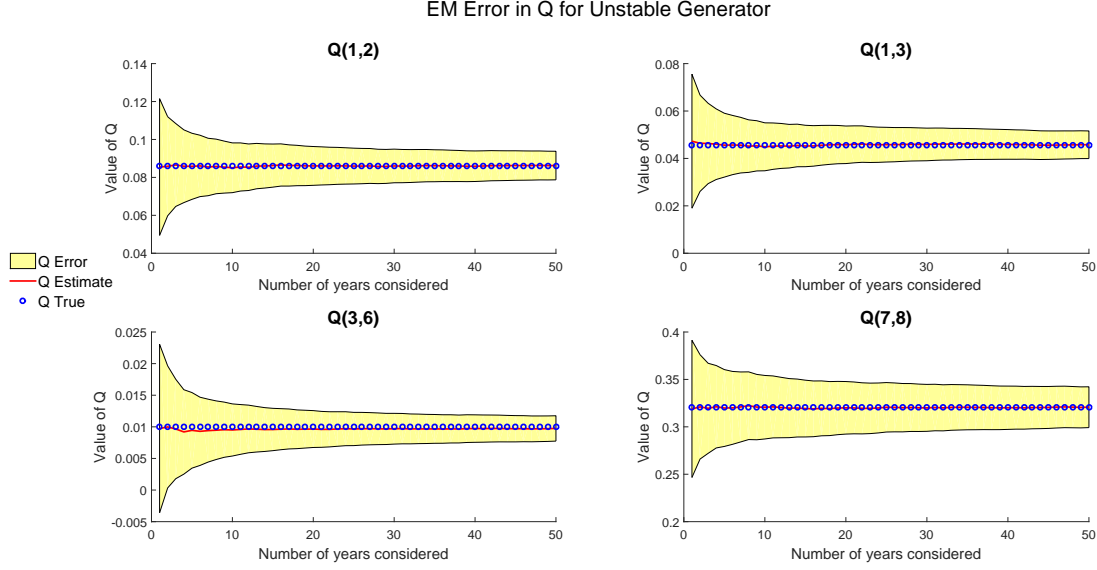 EM Error in Q for Unstable Generator
Q(1,2)
0.14
0.12
0.1
0.08
0.06
0.04
Value of Q
0 10 20 30 40 50
Number of years considered
Q(1,3)
0.08
0.06
0.04
0.02
0
Value of Q
0 10 20 30 40 50
Number of years considered
Q Error
Q Estimate
Q True
Q(3,6)
0.025
0.02
0.015
0.01
0.005
0
-0.005
Value of Q
0 10 20 30 40 50
Number of years considered
Q(7,8)
0.4
0.35
0.3
0.25
0.2
Value of Q
0 10 20 30 40 50
Number of years considered